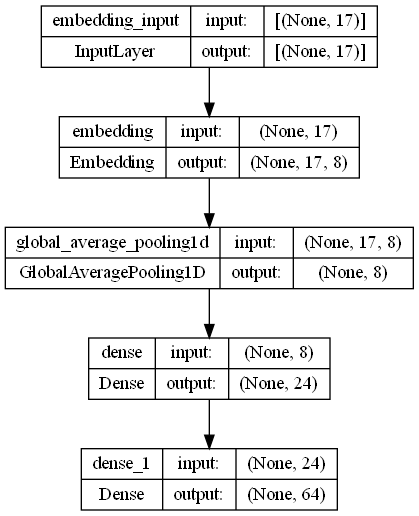 embedding_input input: [(None, 17)]
InputLayer output: [(None, 17)]
embedding input: (None, 17)
Embedding output: (None, 17, 8)
global_average_pooling1d input: (None, 17, 8)
GlobalAveragePooling1D output: (None, 8)
dense input: (None, 8)
Dense output: (None, 24)
dense_1 input: (None, 24)
Dense output: (None, 64)